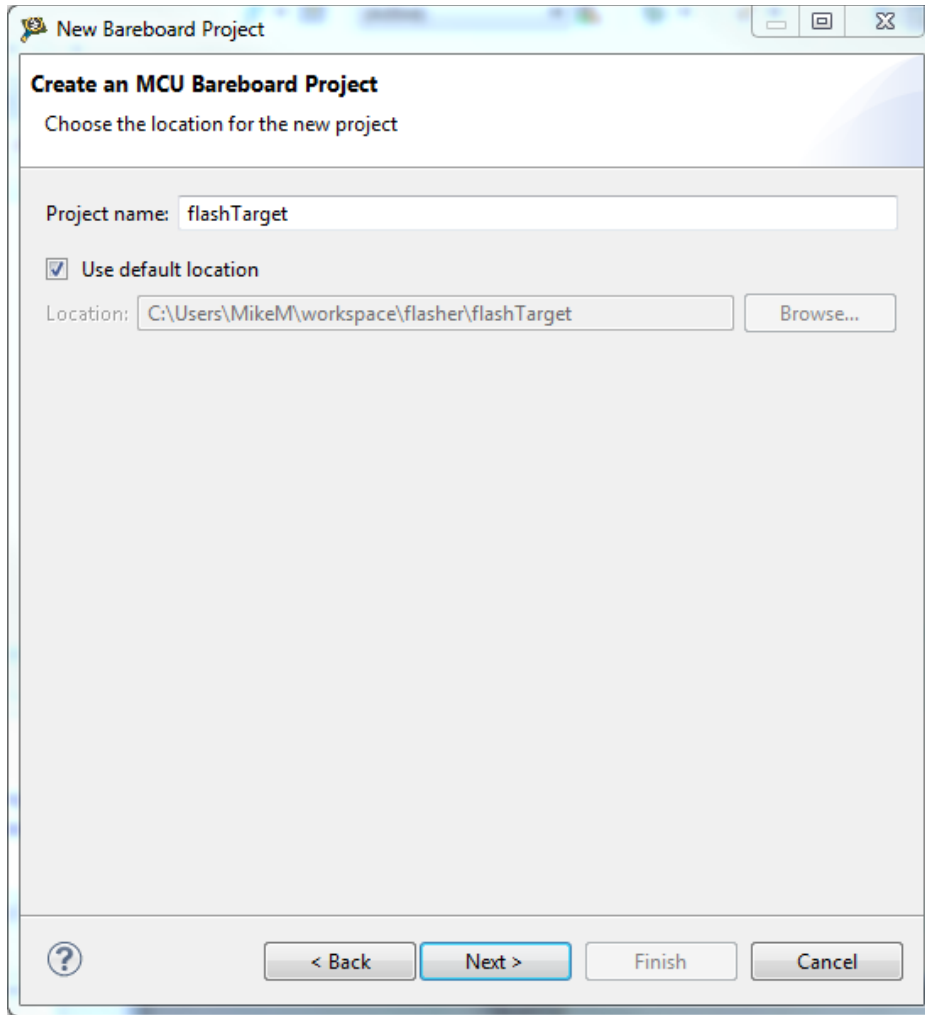 New Bareboard Project
Create an MCU Bareboard Project
Choose the location for the new project
Project name: flashTarget
Use default location
Location: C:\Users\MikeM\workspace\flasher\flashTarget Browse...
? < Back Next > Finish Cancel